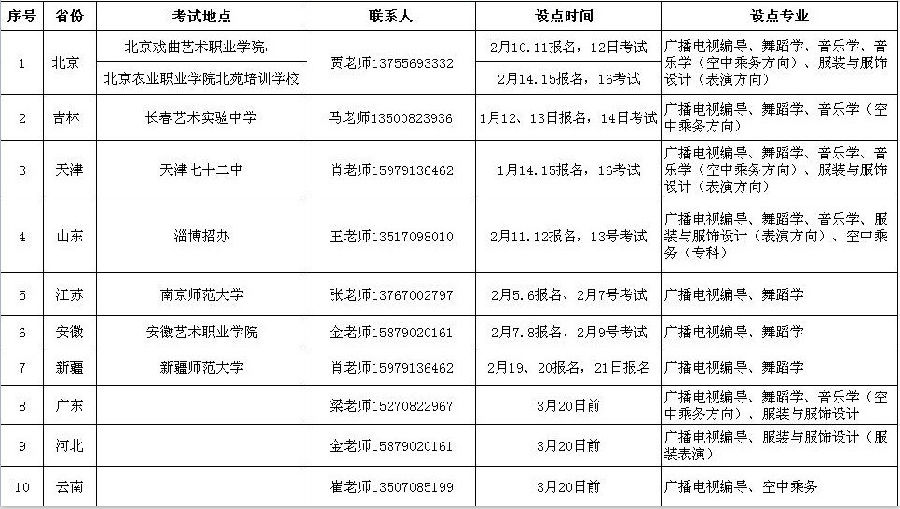 序号 省份 考试地点 联系人 设点时间 设点专业
1 北京 北京戏曲艺术职业学院 贾老师13755693332 2月10.11报名，12日考试 广播电视编导、舞蹈学、音乐学、音
乐学（空中乘务方向）、服装与服饰
设计（表演方向）
北京农业职业学院北苑培训学校 2月14.15报名，16考试
2 吉林 长春艺术实验中学 马老师13503823936 1月12、13日报名，14日考试 广播电视编导、舞蹈学、音乐学（空
中乘务方向）
3 天津 天津七十二中 肖老师15979136462 1月14.15报名，16考试 广播电视编导、舞蹈学、音乐学、音
乐学（空中乘务方向）、服装与服饰
设计（表演方向）
4 山东 淄博招办 王老师13517098010 2月11.12报名，13号考试 广播电视编导、舞蹈学、音乐学、服
装与服饰设计（表演方向）、空中乘
务（专科）
5 江苏 南京师范大学 张老师13767002797 2月5.6报名．2月7号考试 广播电视编导、舞蹈学
6 安徽 安徽艺术职业学院 金老师15879020161 2月7.8报名．2月9号考试 广播电视编导、舞蹈学
7 新疆 新疆师范大学 肖老师15979136462 2月19、20报名，21日报名 广播电视编导、舞蹈学
8 广东 梁老师15270822967 3月20日前 广播电视编导、舞蹈学、音乐学（空
中乘务方向）、服装与服饰设计
9 河北 金老师15879020161 3月20日前 广播电视编导、服装与服饰设计（服
装表演）
10 云南 崔老师13507085199 3月20日前 广播电视编导、空中乘务